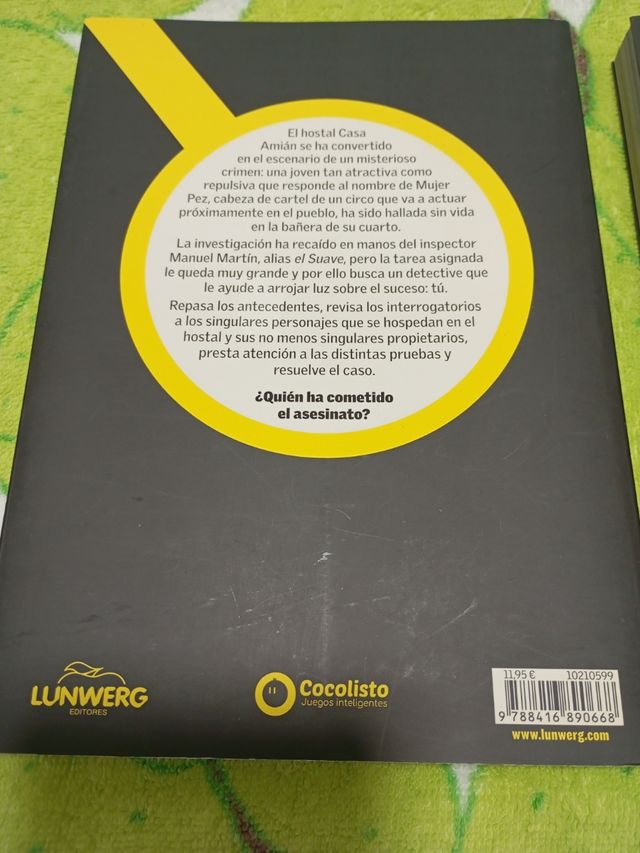 El hostal Casa
Amián se ha convertido
en el escenario de un misterioso
crimen: una joven tan atractiva como
repulsiva que responde al nombre de Mujer
Pez, cabeza de cartel de un circo que va a actuar
próximamente en el pueblo, ha sido hallada sin vida
en la bañera de su cuarto.
La investigación ha recaído en manos del inspector
Manuel Martín, alias el Suave, pero la tarea asignada
le queda muy grande y por ello busca un detective que
le ayude a arrojar luz sobre el suceso: tú.
Repasa los antecedentes, revisa los interrogatorios
a los singulares personajes que se hospedan en el
hostal y sus no menos singulares propietarios,
presta atención a las distintas pruebas y
resuelve el caso.
¿Quién ha cometido
el asesinato?
LUNWERG
EDITORES
Cocolisto
Juegos inteligentes
11,95 € 10210599
9 788416 890668
www.lunwerg.com